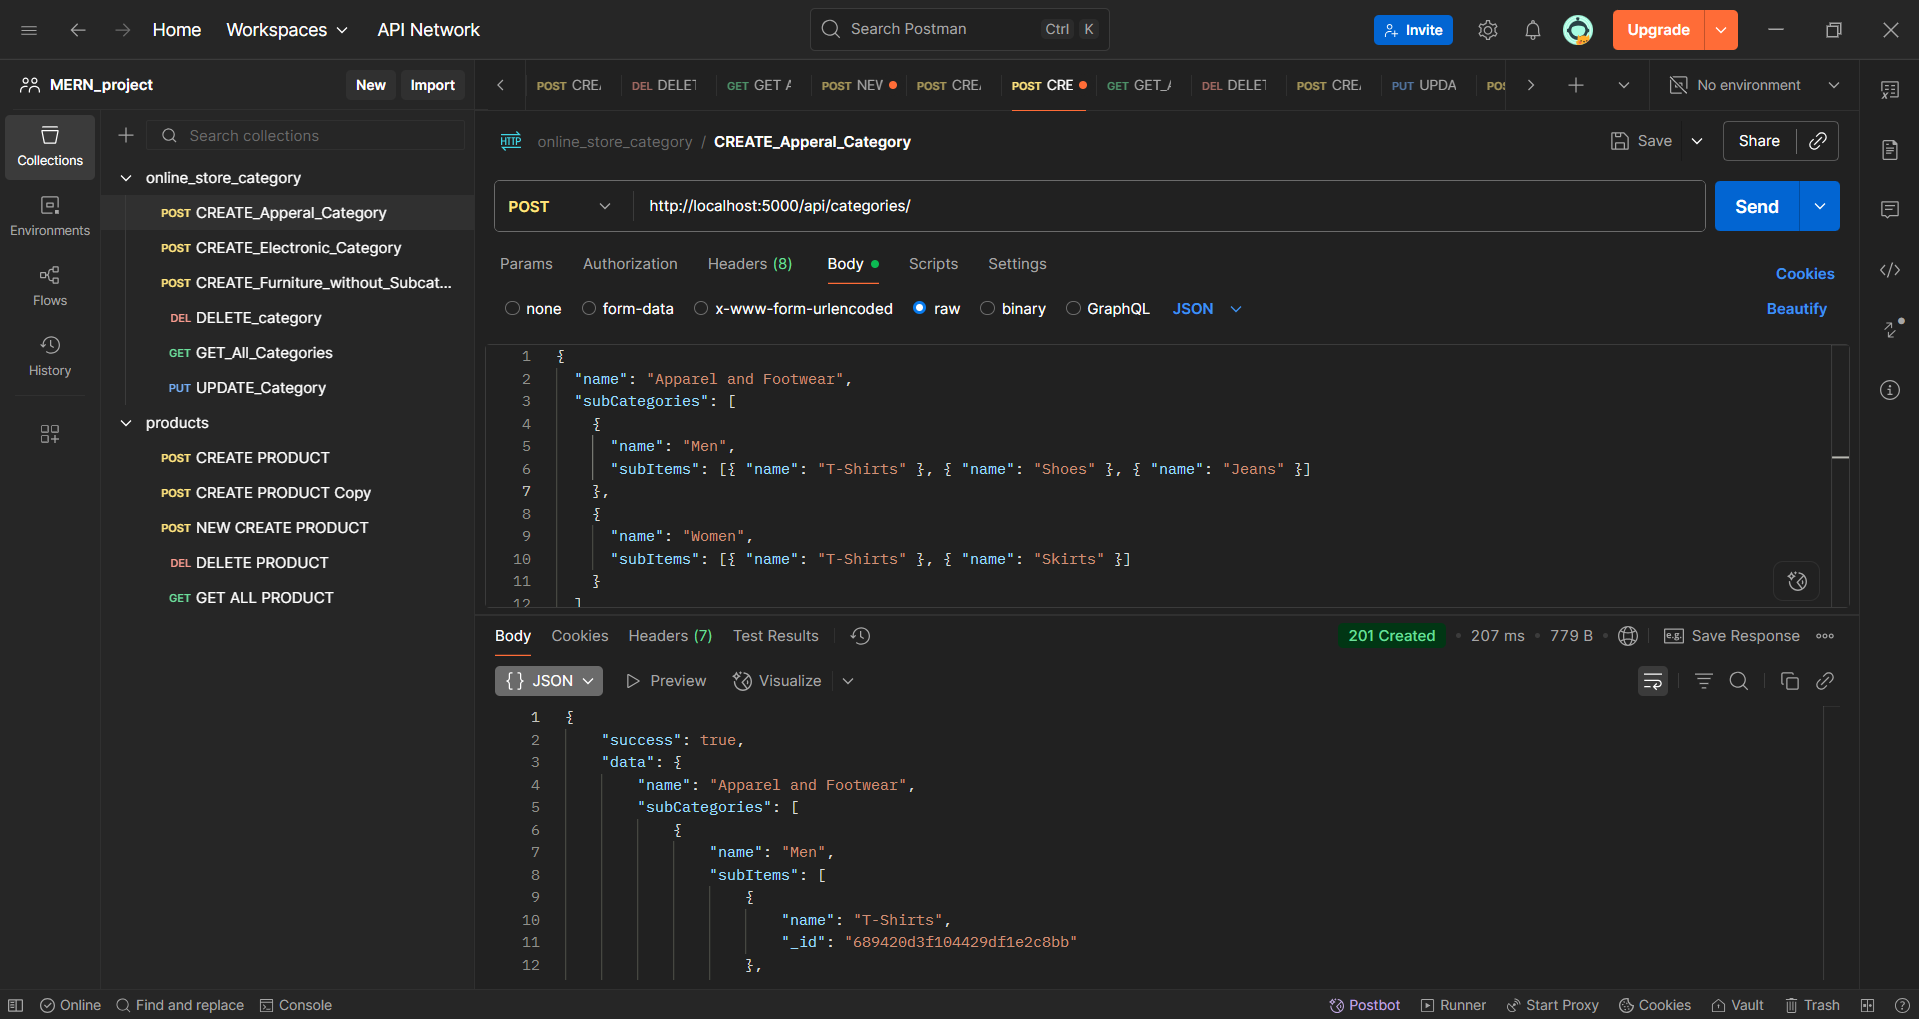 Home Workspaces API Network Search Postman Ctrl K Invite Upgrade
MERN_project New Import POST CRE/ DEL DELET GET GET A POST NEV POST CRE/ POST CRE GET GET_/ DEL DELET POST CRE/ PUT UPDA POS No environment
Search collections
Collections
Environments
Flows
History
online_store_category
POST CREATE_Apperal_Category
POST CREATE_Electronic_Category
POST CREATE_Furniture_without_Subcat...
DEL DELETE_category
GET GET_All_Categories
PUT UPDATE_Category
products
POST CREATE PRODUCT
POST CREATE PRODUCT Copy
POST NEW CREATE PRODUCT
DEL DELETE PRODUCT
GET GET ALL PRODUCT
HTTP online_store_category / CREATE_Apperal_Category Save Share
POST http://localhost:5000/api/categories/ Send
Params Authorization Headers (8) Body Scripts Settings Cookies
none form-data x-www-form-urlencoded raw binary GraphQL JSON Beautify
1 {
2 "name": "Apparel and Footwear",
3 "subCategories": [
4 {
5 "name": "Men",
6 "subItems": [{ "name": "T-Shirts" }, { "name": "Shoes" }, { "name": "Jeans" }]
7 },
8 {
9 "name": "Women",
10 "subItems": [{ "name": "T-Shirts" }, { "name": "Skirts" }]
11 }
12 ]
Body Cookies Headers (7) Test Results 201 Created • 207 ms • 779 B • e.g. Save Response
{} JSON Preview Visualize
1 {
2 "success": true,
3 "data": {
4 "name": "Apparel and Footwear",
5 "subCategories": [
6 {
7 "name": "Men",
8 "subItems": [
9 {
10 "name": "T-Shirts",
11 "_id": "689420d3f104429df1e2c8bb"
12 },
Online Find and replace Console Postbot Runner Start Proxy Cookies Vault Trash